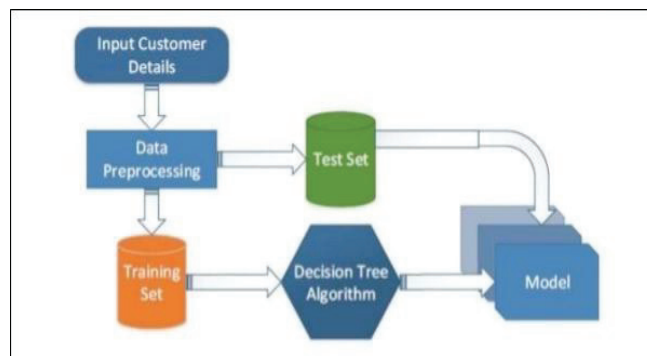 Input Customer
Details
Data
Preprocessing
Test Set
Training
Set
Decision Tree
Algorithm
Model